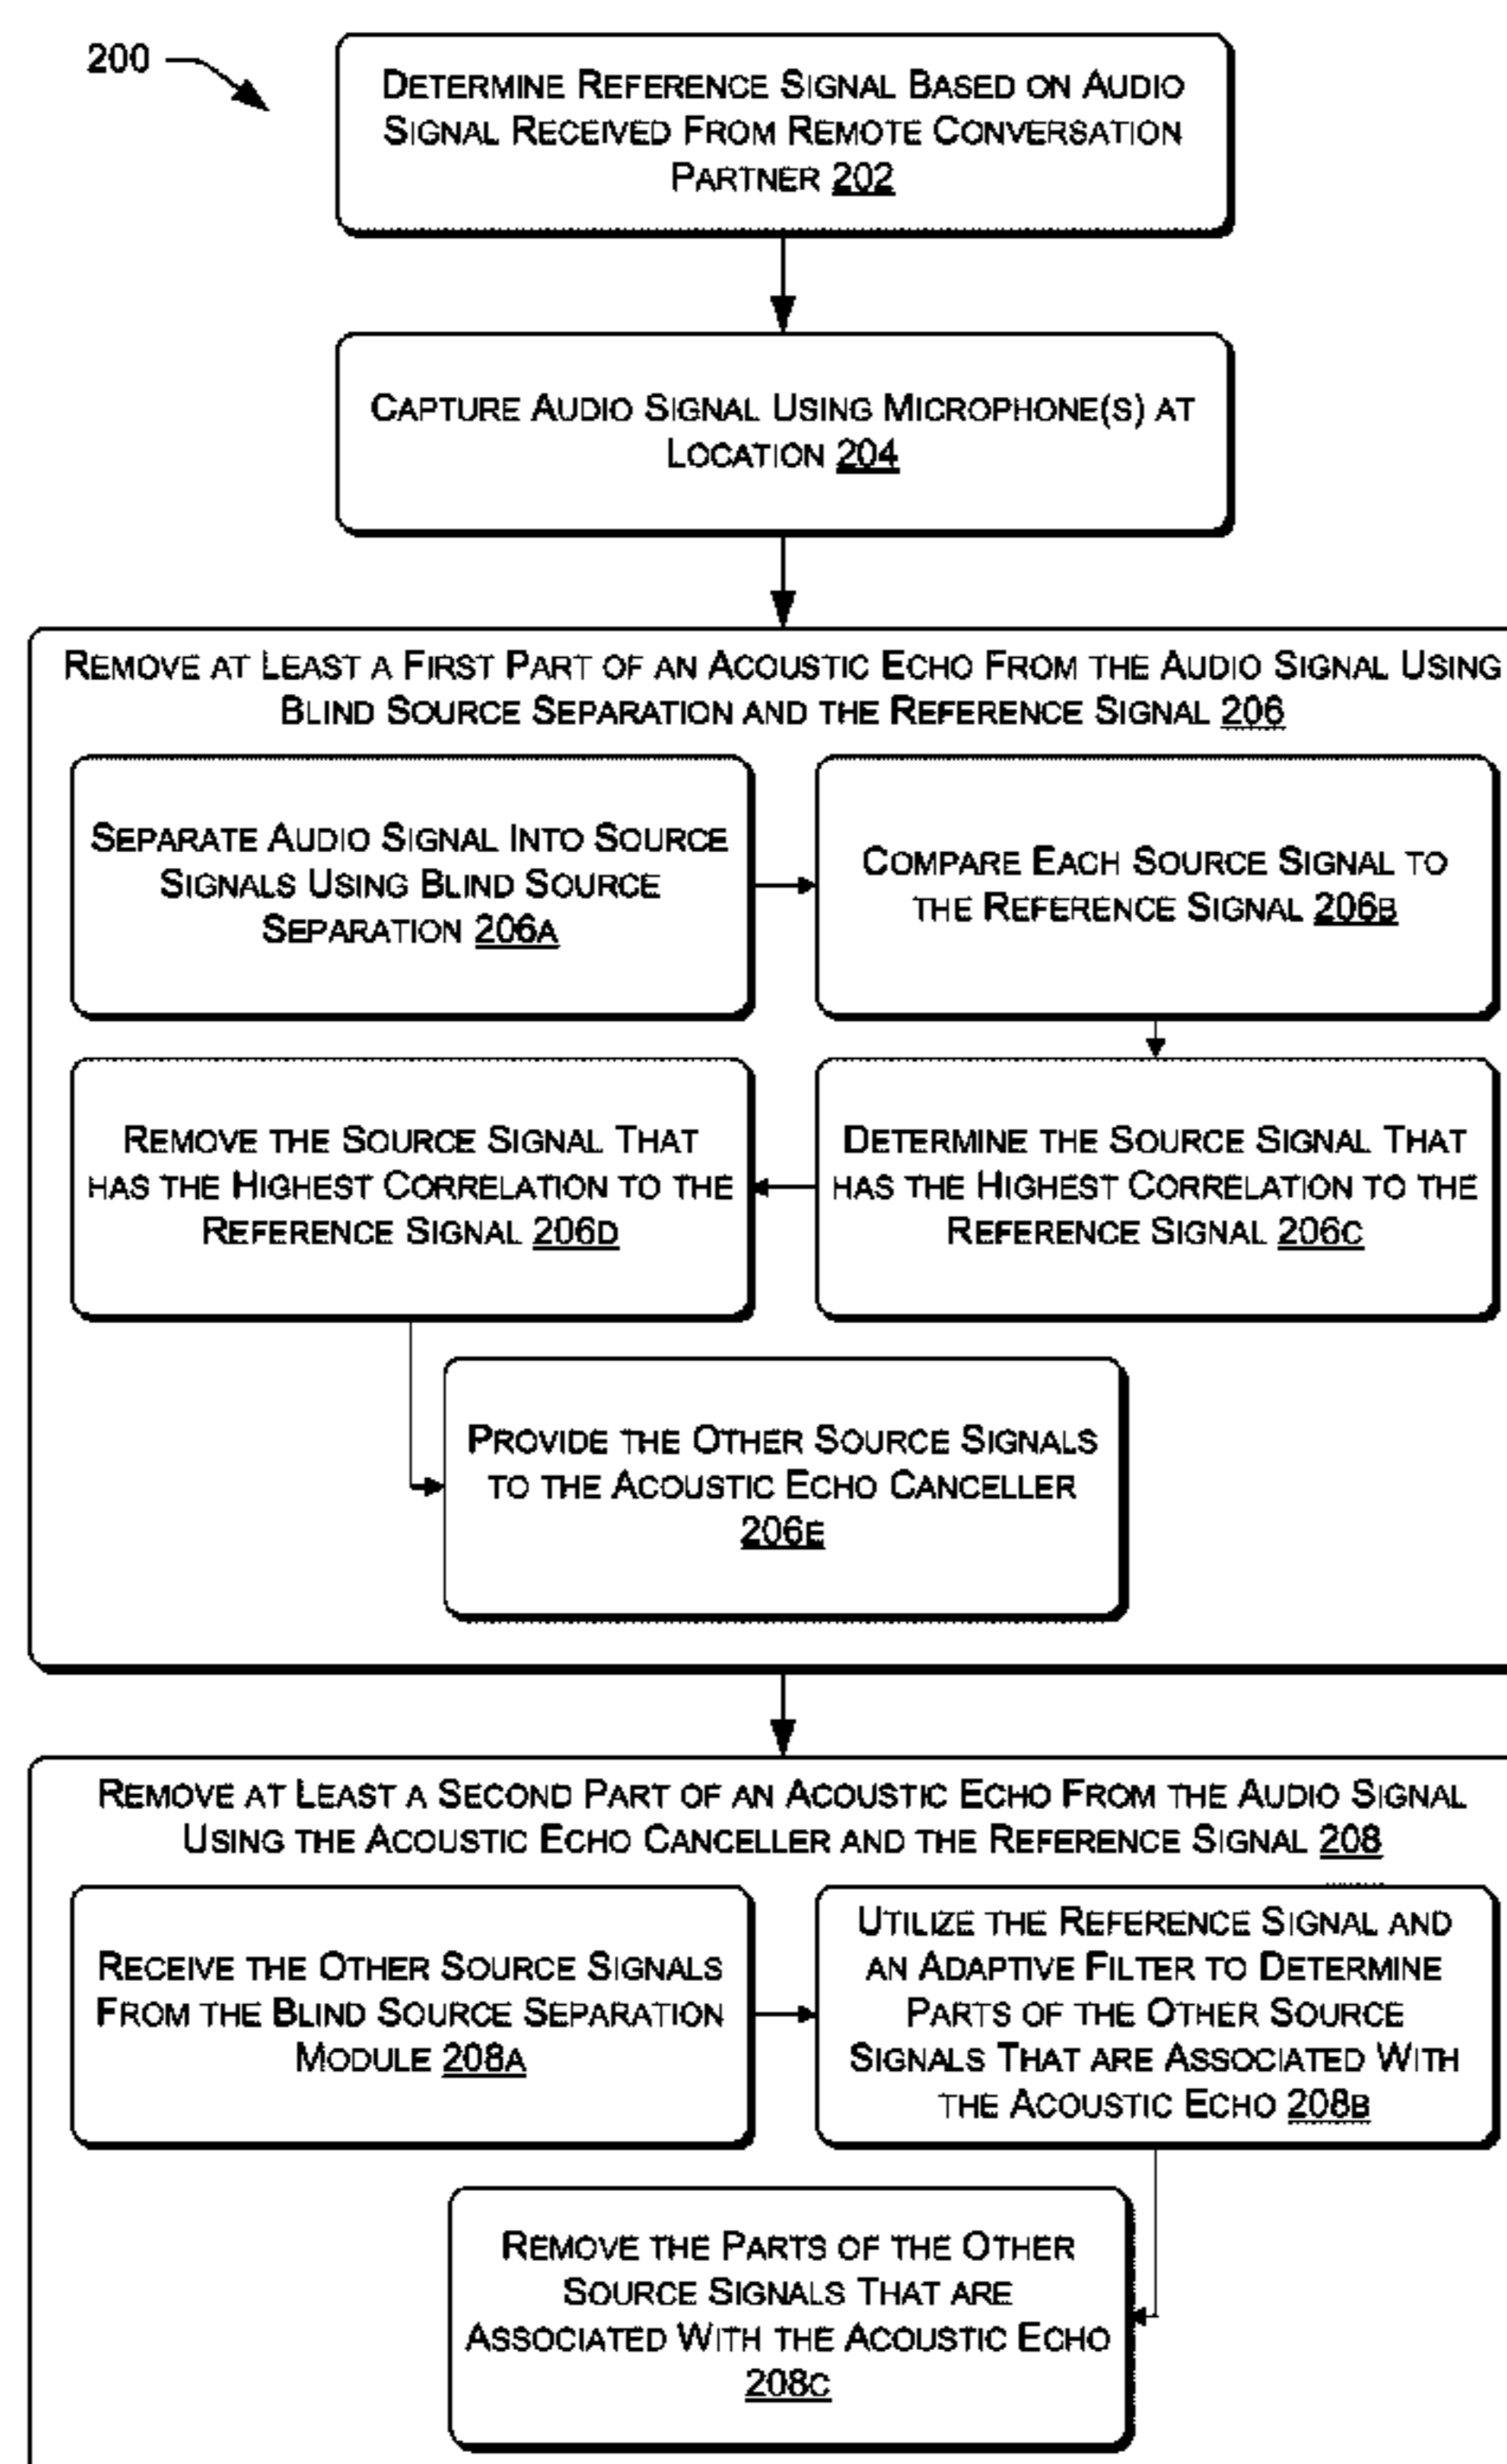 200
DETERMINE REFERENCE SIGNAL BASED ON AUDIO
SIGNAL RECEIVED FROM REMOTE CONVERSATION
PARTNER 202
CAPTURE AUDIO SIGNAL USING MICROPHONE(S) AT
LOCATION 204
REMOVE AT LEAST A FIRST PART OF AN ACOUSTIC ECHO FROM THE AUDIO SIGNAL USING
BLIND SOURCE SEPARATION AND THE REFERENCE SIGNAL 206
SEPARATE AUDIO SIGNAL INTO SOURCE
SIGNALS USING BLIND SOURCE
SEPARATION 206A
COMPARE EACH SOURCE SIGNAL TO
THE REFERENCE SIGNAL 206B
DETERMINE THE SOURCE SIGNAL THAT
HAS THE HIGHEST CORRELATION TO THE
REFERENCE SIGNAL 206C
REMOVE THE SOURCE SIGNAL THAT
HAS THE HIGHEST CORRELATION TO THE
REFERENCE SIGNAL 206D
PROVIDE THE OTHER SOURCE SIGNALS
TO THE ACOUSTIC ECHO CANCELLER
206E
REMOVE AT LEAST A SECOND PART OF AN ACOUSTIC ECHO FROM THE AUDIO SIGNAL
USING THE ACOUSTIC ECHO CANCELLER AND THE REFERENCE SIGNAL 208
RECEIVE THE OTHER SOURCE SIGNALS
FROM THE BLIND SOURCE SEPARATION
MODULE 208A
UTILIZE THE REFERENCE SIGNAL AND
AN ADAPTIVE FILTER TO DETERMINE
PARTS OF THE OTHER SOURCE
SIGNALS THAT ARE ASSOCIATED WITH
THE ACOUSTIC ECHO 208B
REMOVE THE PARTS OF THE OTHER
SOURCE SIGNALS THAT ARE
ASSOCIATED WITH THE ACOUSTIC ECHO
208C